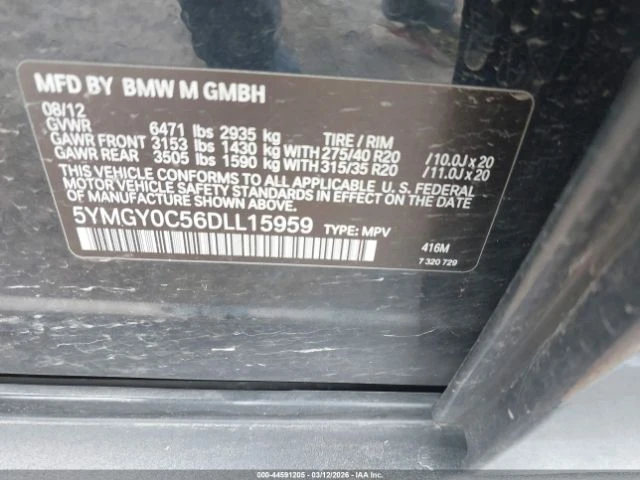 MFD BY BMW M GMBH
08/12
GVWR 6471 lbs 2935 kg TIRE / RIM
GAWR FRONT 3153 lbs 1430 kg WITH 275/40 R20 /10.0J x 20
GAWR REAR 3505 lbs 1590 kg WITH 315/35 R20 /11.0J x 20
THIS VEHICLE CONFORMS TO ALL APPLICABLE U. S. FEDERAL
MOTOR VEHICLE SAFETY STANDARDS IN EFFECT ON THE
DATE OF MANUFACTURE SHOWN ABOVE.
5YMGY0C56DLL15959 TYPE: MPV
416M
7 320 729
000-44591205 - 03/12/2026 - IAA Inc.